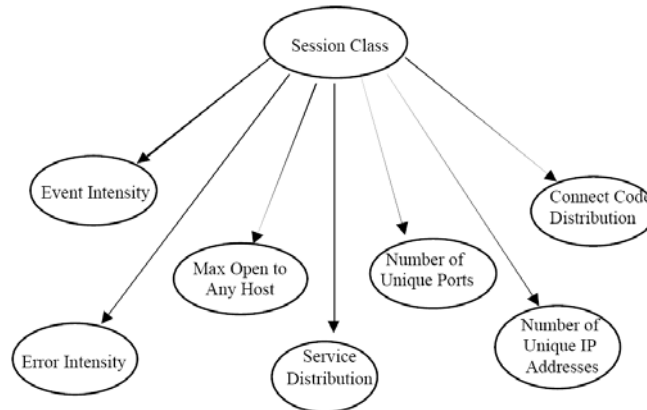 Session Class
Event Intensity
Connect Code
Distribution
Max Open to
Any Host
Number of
Unique Ports
Error Intensity
Service
Distribution
Number of
Unique IP
Addresses